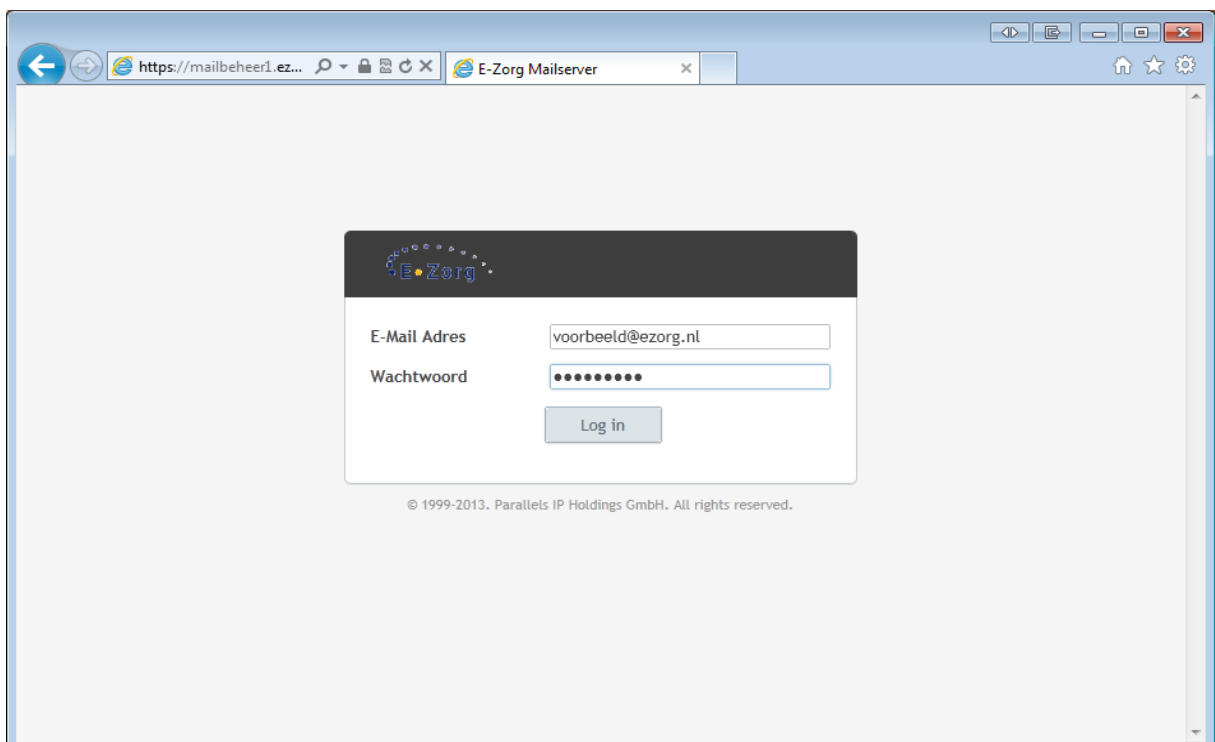 https://mailbeheer1.ez...
E-Zorg Mailserver
E-Zorg
E-Mail Adres
voorbeeld@ezorg.nl
Wachtwoord
Log in
© 1999-2013. Parallels IP Holdings GmbH. All rights reserved.